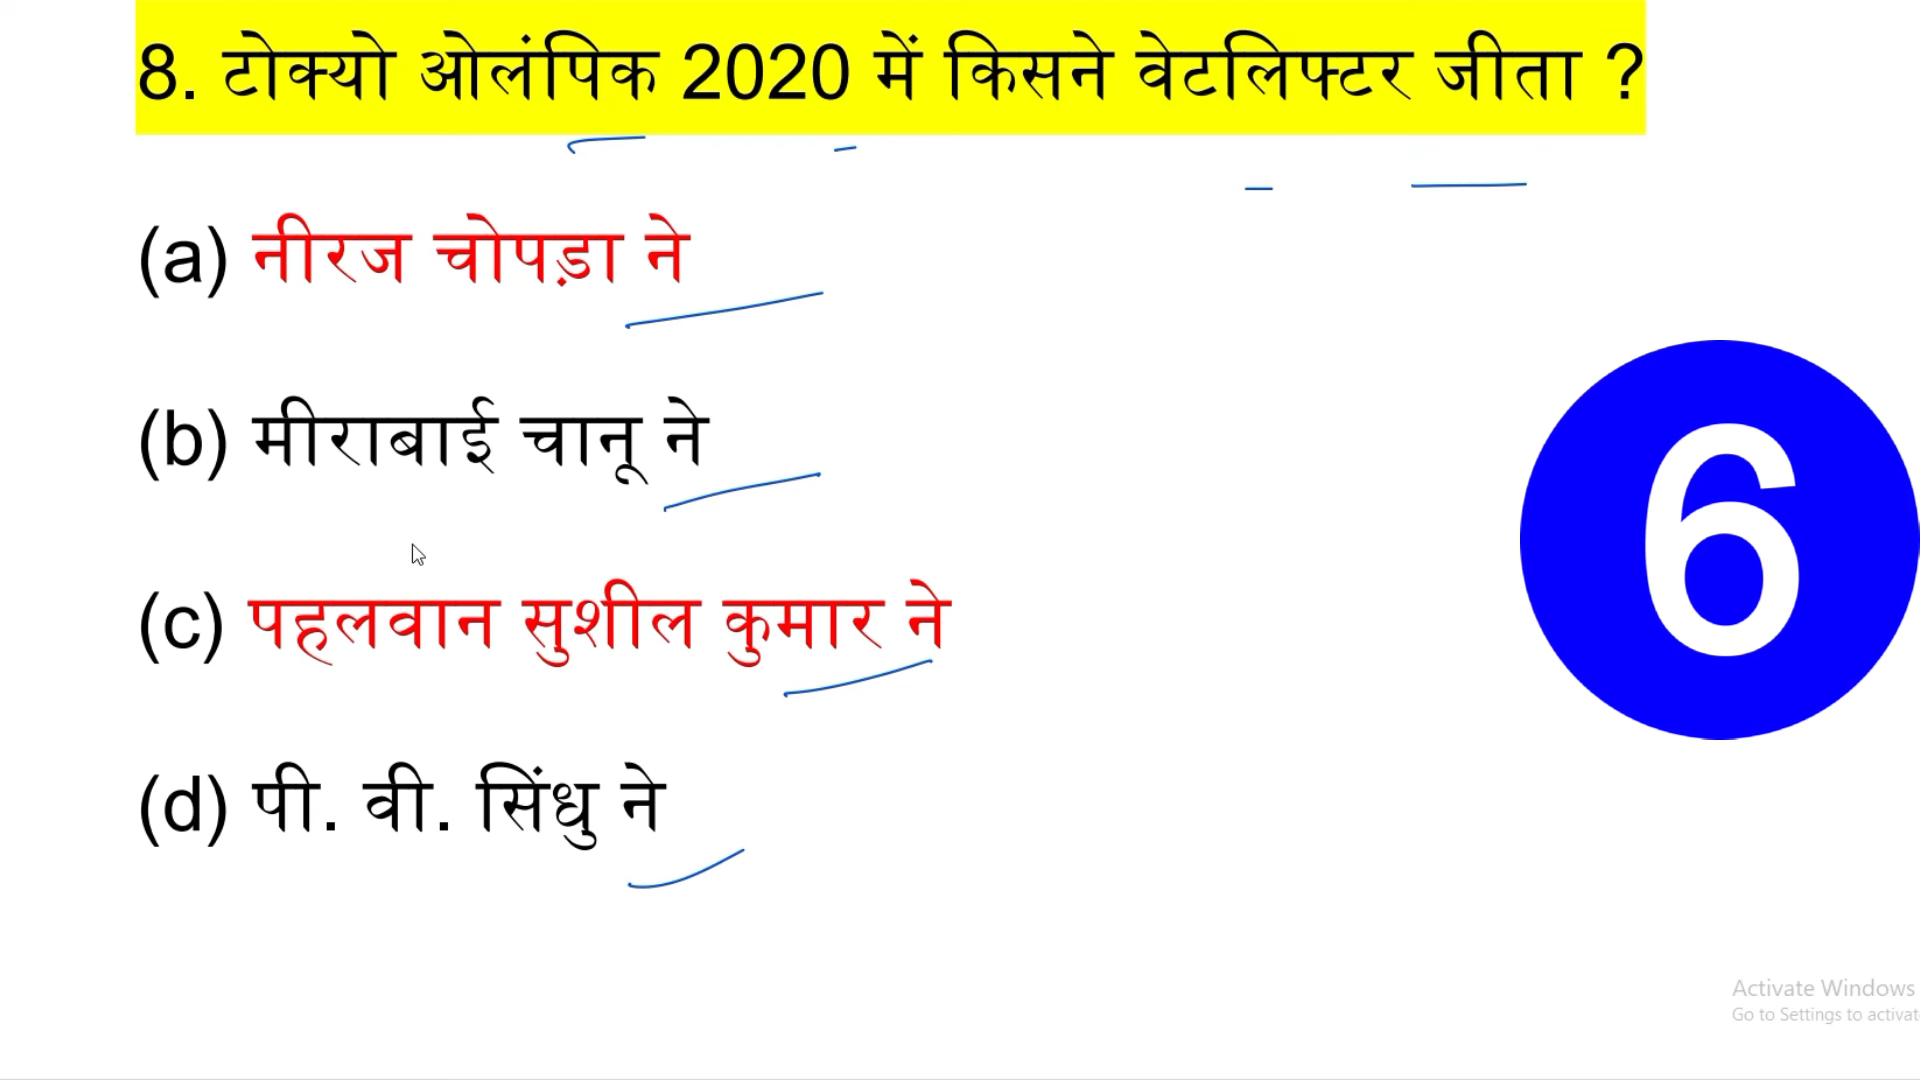 8. टोक्यो ओलंपिक 2020 में किसने वेटलिफ्टर जीता ?
(a) नीरज चोपड़ा ने
(b) मीराबाई चानू ने
6
(c) पहलवान सुशील कुमार ने
(d) पी. वी. सिंधु ने
Activate Windows
Go to Settings to activat